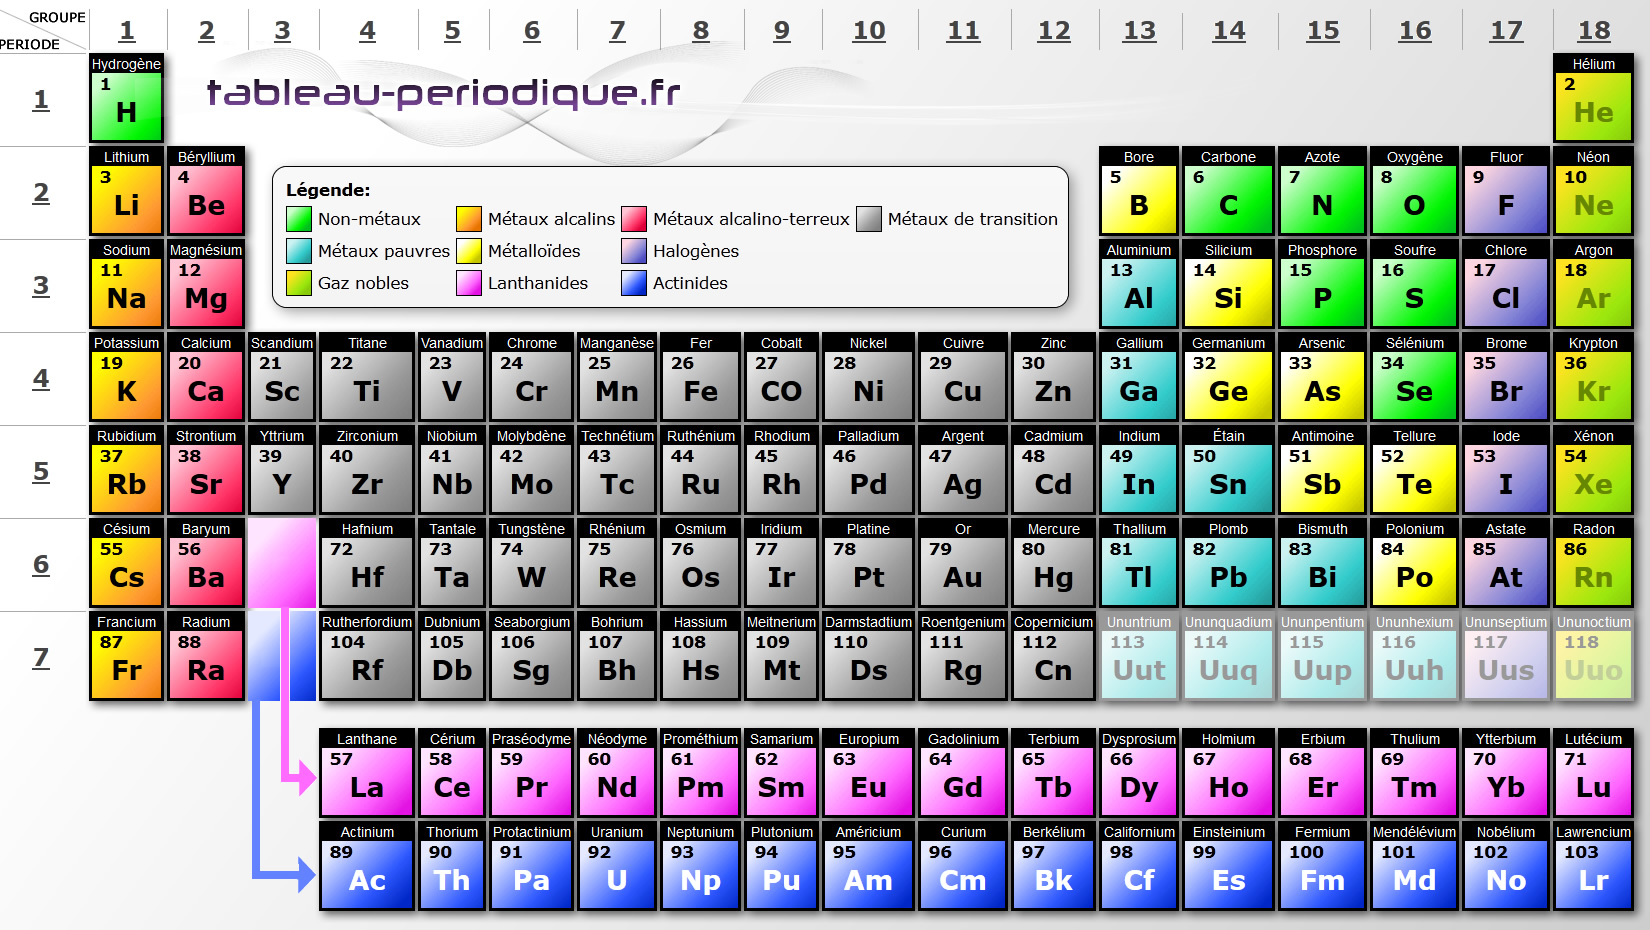 GROUPE
PERIODE
1 2 3 4 5 6 7 8 9 10 11 12 13 14 15 16 17 18
tableau-periodique.fr
1
Hydrogène Hélium
1 2
H He
2
Lithium Béryllium Bore Carbone Azote Oxygène Fluor Néon
3 4 5 6 7 8 9 10
Li Be B C N O F Ne
Légende:
Non-métaux Métaux alcalins Métaux alcalino-terreux Métaux de transition
Métaux pauvres Métalloïdes Halogènes
Gaz nobles Lanthanides Actinides
3
Sodium Magnésium Aluminium Silicium Phosphore Soufre Chlore Argon
11 12 13 14 15 16 17 18
Na Mg Al Si P S Cl Ar
4
Potassium Calcium Scandium Titane Vanadium Chrome Manganèse Fer Cobalt Nickel Cuivre Zinc Gallium Germanium Arsenic Sélénium Brome Krypton
19 20 21 22 23 24 25 26 27 28 29 30 31 32 33 34 35 36
K Ca Sc Ti V Cr Mn Fe CO Ni Cu Zn Ga Ge As Se Br Kr
5
Rubidium Strontium Yttrium Zirconium Niobium Molybdène Technétium Ruthénium Rhodium Palladium Argent Cadmium Indium Étain Antimoine Tellure Iode Xénon
37 38 39 40 41 42 43 44 45 46 47 48 49 50 51 52 53 54
Rb Sr Y Zr Nb Mo Tc Ru Rh Pd Ag Cd In Sn Sb Te I Xe
6
Césium Baryum Hafnium Tantale Tungstène Rhénium Osmium Iridium Platine Or Mercure Thallium Plomb Bismuth Polonium Astate Radon
55 56 72 73 74 75 76 77 78 79 80 81 82 83 84 85 86
Cs Ba Hf Ta W Re Os Ir Pt Au Hg Tl Pb Bi Po At Rn
7
Francium Radium Rutherfordium Dubnium Seaborgium Bohrium Hassium Meitnerium Darmstadtium Roentgenium Copernicium Ununtrium Ununquadium Ununpentium Ununhexium Ununseptium Ununoctium
87 88 104 105 106 107 108 109 110 111 112 113 114 115 116 117 118
Fr Ra Rf Db Sg Bh Hs Mt Ds Rg Cn Uut Uuq Uup Uuh Uus Uuo
Lanthane Cérium Praséodyme Néodyme Prométhium Samarium Europium Gadolinium Terbium Dysprosium Holmium Erbium Thulium Ytterbium Lutécium
57 58 59 60 61 62 63 64 65 66 67 68 69 70 71
La Ce Pr Nd Pm Sm Eu Gd Tb Dy Ho Er Tm Yb Lu
Actinium Thorium Protactinium Uranium Neptunium Plutonium Américium Curium Berkélium Californium Einsteinium Fermium Mendélévium Nobélium Lawrencium
89 90 91 92 93 94 95 96 97 98 99 100 101 102 103
Ac Th Pa U Np Pu Am Cm Bk Cf Es Fm Md No Lr